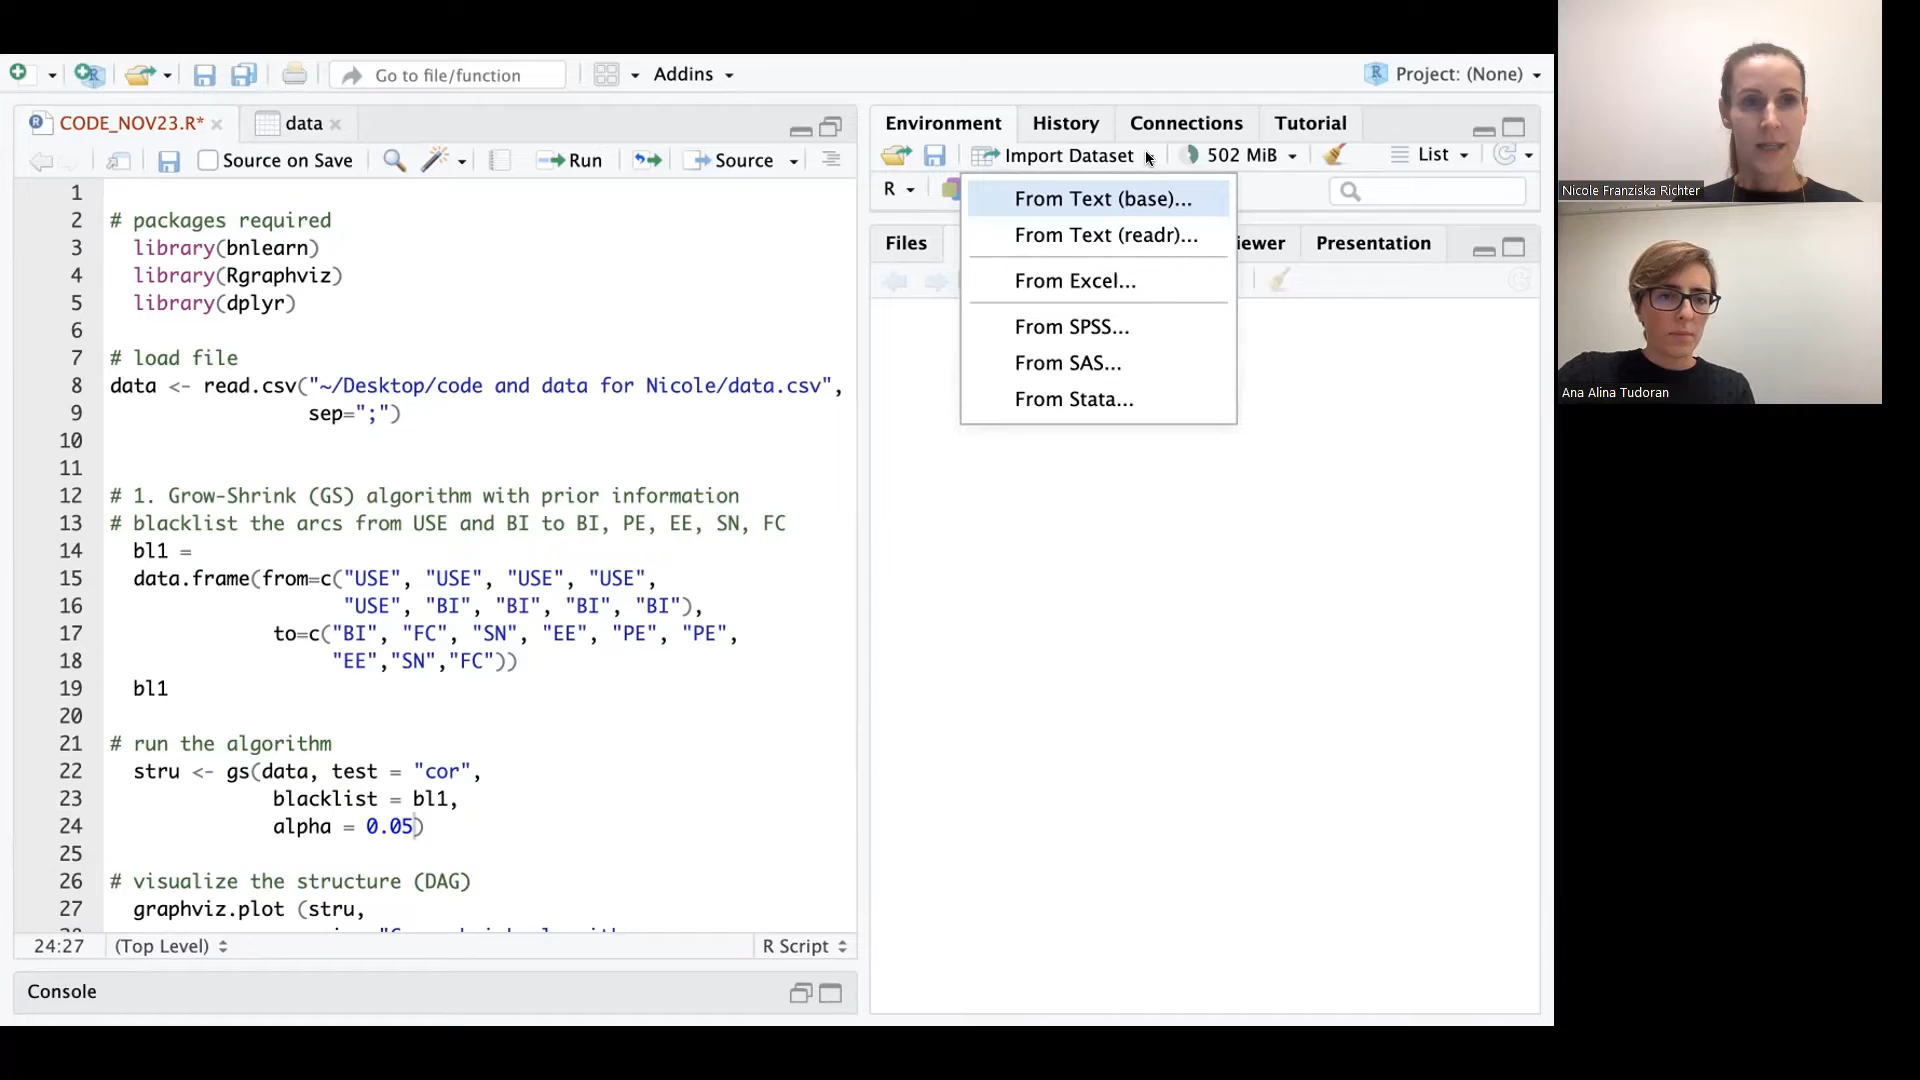 Go to file/function
Addins
Project: (None)
CODE_NOV23.R*
data
Source on Save
Run
Source
1
2 # packages required
3 library(bnlearn)
4 library(Rgraphviz)
5 library(dplyr)
6
7 # load file
8 data <- read.csv("~/Desktop/code and data for Nicole/data.csv",
9 sep=";")
10
11
12 # 1. Grow-Shrink (GS) algorithm with prior information
13 # blacklist the arcs from USE and BI to BI, PE, EE, SN, FC
14 bl1 =
15 data.frame(from=c("USE", "USE", "USE", "USE",
16 "USE", "BI", "BI", "BI", "BI"),
17 to=c("BI", "FC", "SN", "EE", "PE", "PE",
18 "EE","SN","FC"))
19 bl1
20
21 # run the algorithm
22 stru <- gs(data, test = "cor",
23 blacklist = bl1,
24 alpha = 0.05)
25
26 # visualize the structure (DAG)
27 graphviz.plot (stru,
24:27
(Top Level)
R Script
Console
Environment
History
Connections
Tutorial
Import Dataset
502 MiB
List
R
From Text (base)...
From Text (readr)...
From Excel...
From SPSS...
From SAS...
From Stata...
Files
Presentation
Nicole Franziska Richter
Ana Alina Tudoran